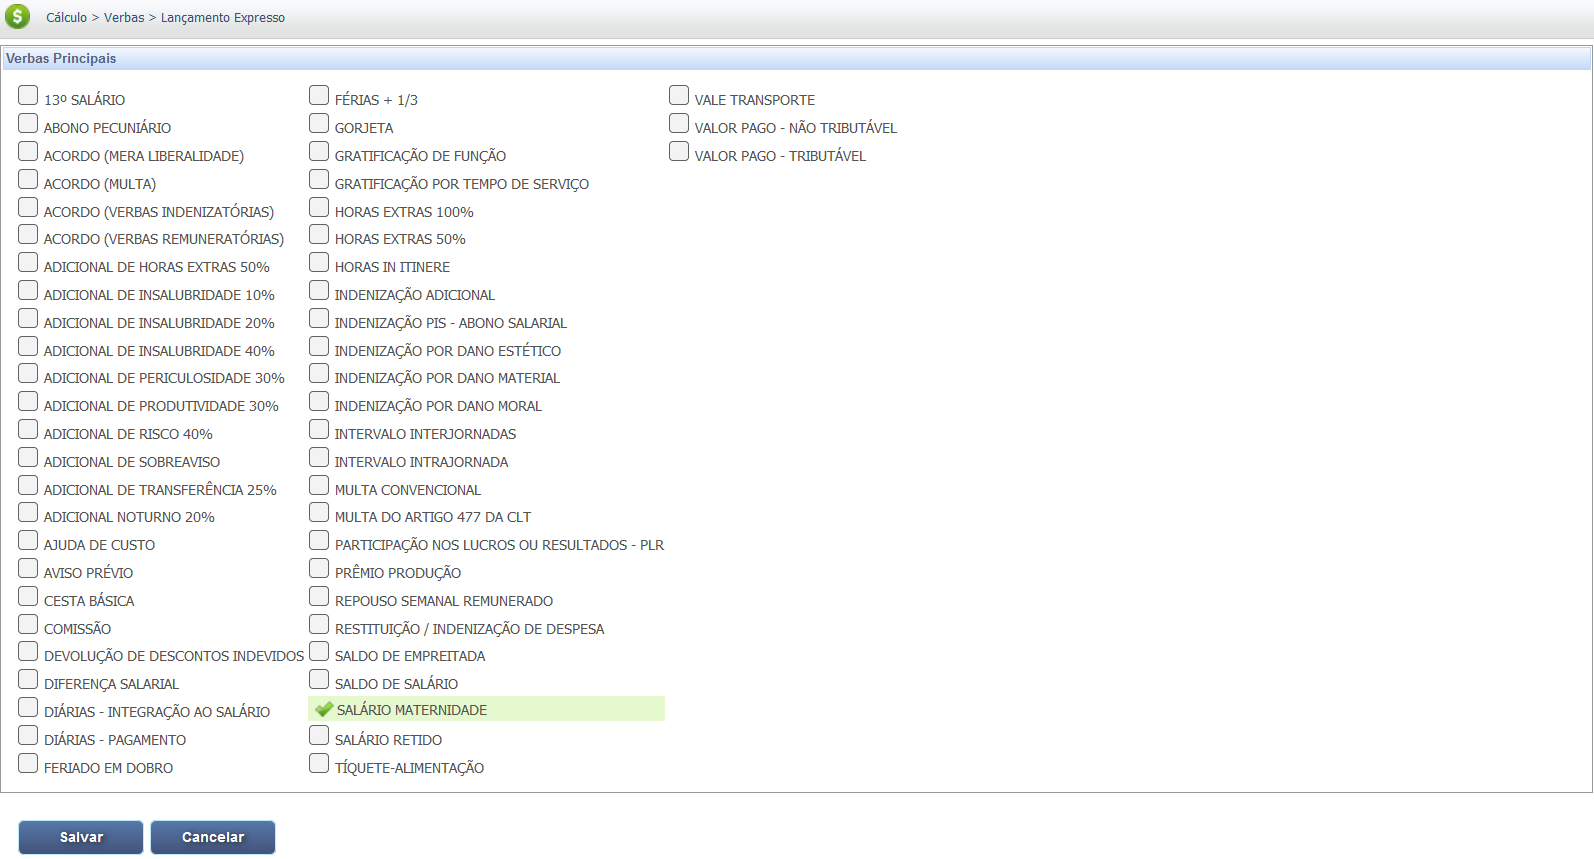 Cálculo > Verbas > Lançamento Expresso
Verbas Principais
13º SALÁRIO
ABONO PECUNIÁRIO
ACORDO (MERA LIBERALIDADE)
ACORDO (MULTA)
ACORDO (VERBAS INDENIZATÓRIAS)
ACORDO (VERBAS REMUNERATÓRIAS)
ADICIONAL DE HORAS EXTRAS 50%
ADICIONAL DE INSALUBRIDADE 10%
ADICIONAL DE INSALUBRIDADE 20%
ADICIONAL DE INSALUBRIDADE 40%
ADICIONAL DE PERICULOSIDADE 30%
ADICIONAL DE PRODUTIVIDADE 30%
ADICIONAL DE RISCO 40%
ADICIONAL DE SOBREAVISO
ADICIONAL DE TRANSFERÊNCIA 25%
ADICIONAL NOTURNO 20%
AJUDA DE CUSTO
AVISO PRÉVIO
CESTA BÁSICA
COMISSÃO
DEVOLUÇÃO DE DESCONTOS INDEVIDOS
DIFERENÇA SALARIAL
DIÁRIAS - INTEGRAÇÃO AO SALÁRIO
DIÁRIAS - PAGAMENTO
FERIADO EM DOBRO
FÉRIAS + 1/3
GORJETA
GRATIFICAÇÃO DE FUNÇÃO
GRATIFICAÇÃO POR TEMPO DE SERVIÇO
HORAS EXTRAS 100%
HORAS EXTRAS 50%
HORAS IN ITINERE
INDENIZAÇÃO ADICIONAL
INDENIZAÇÃO PIS - ABONO SALARIAL
INDENIZAÇÃO POR DANO ESTÉTICO
INDENIZAÇÃO POR DANO MATERIAL
INDENIZAÇÃO POR DANO MORAL
INTERVALO INTERJORNADAS
INTERVALO INTRAJORNADA
MULTA CONVENCIONAL
MULTA DO ARTIGO 477 DA CLT
PARTICIPAÇÃO NOS LUCROS OU RESULTADOS - PLR
PRÊMIO PRODUÇÃO
REPOUSO SEMANAL REMUNERADO
RESTITUIÇÃO / INDENIZAÇÃO DE DESPESA
SALDO DE EMPREITADA
SALDO DE SALÁRIO
SALÁRIO MATERNIDADE
SALÁRIO RETIDO
TÍQUETE-ALIMENTAÇÃO
VALE TRANSPORTE
VALOR PAGO - NÃO TRIBUTÁVEL
VALOR PAGO - TRIBUTÁVEL
Salvar
Cancelar